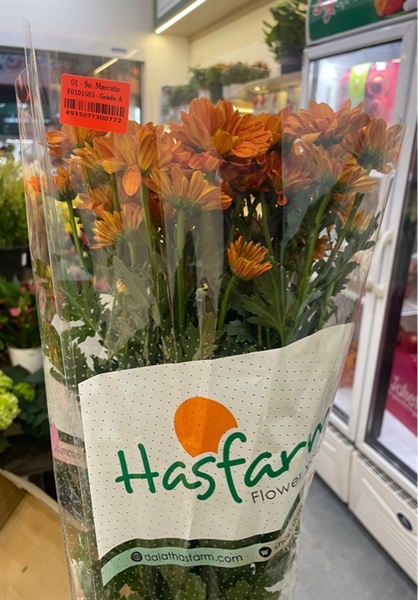 01 - Sp. Marcato
F0101505 - Grade A
8935077300772
Hasfarm
Flower
dalathasfarm.com